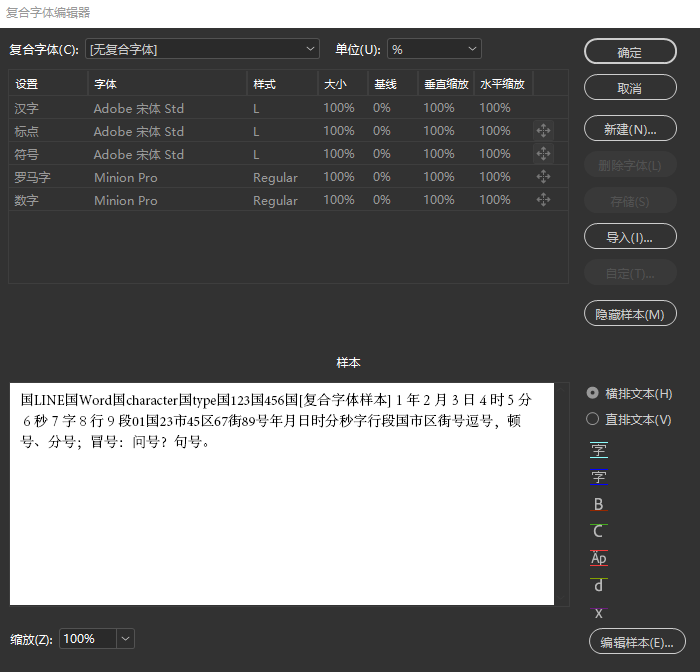 复合字体编辑器
复合字体(C): [无复合字体] 单位(U): %
设置 字体 样式 大小 基线 垂直缩放 水平缩放
汉字 Adobe 宋体 Std L 100% 0% 100% 100%
标点 Adobe 宋体 Std L 100% 0% 100% 100%
符号 Adobe 宋体 Std L 100% 0% 100% 100%
罗马字 Minion Pro Regular 100% 0% 100% 100%
数字 Minion Pro Regular 100% 0% 100% 100%
确定
取消
新建(N)...
删除字体(L)
存储(S)
导入(I)...
自定(T)...
隐藏样本(M)
样本
国LINE国Word国character国type国123国456国[复合字体样本] 1 年 2 月 3 日 4 时 5 分
6 秒 7 字 8 行 9 段01国23市45区67街89号年月日时分秒字行段国市区街号逗号，顿
号、分号；冒号：问号？句号。
横排文本(H)
直排文本(V)
字
字
B
C
Äp
d
x
缩放(Z): 100%
编辑样本(E)...